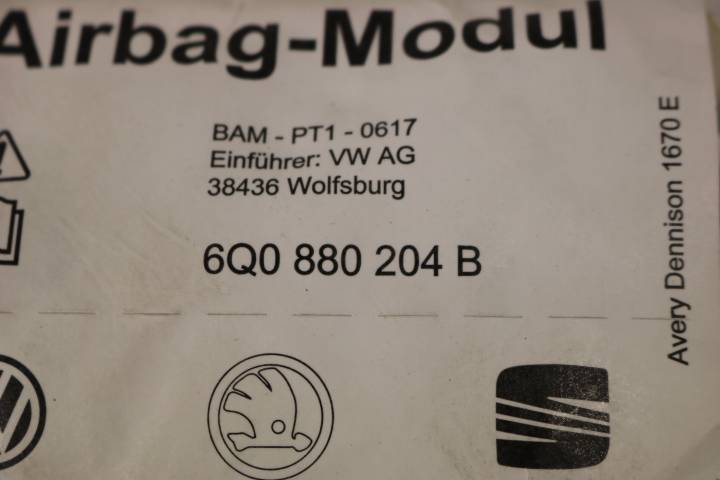 Airbag-Modul
BAM - PT1 - 0617
Einführer: VW AG
38436 Wolfsburg
6Q0 880 204 B
Avery Dennison 1670 E